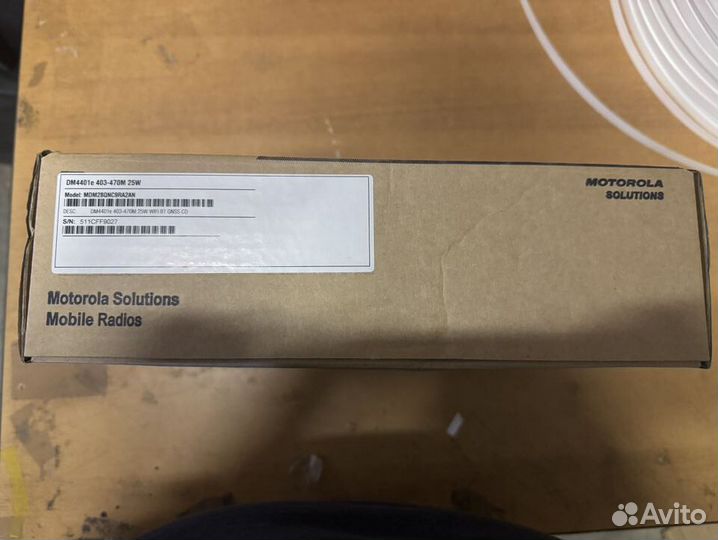 DM4401e 403-470M 25W
Model: MDM28QNC9RA2AN
DESC: DM4401e 403-470M 25W WIFI BT GNSS CD
S/N: 511CFF9027
MOTOROLA
SOLUTIONS
Motorola Solutions
Mobile Radios
Avito